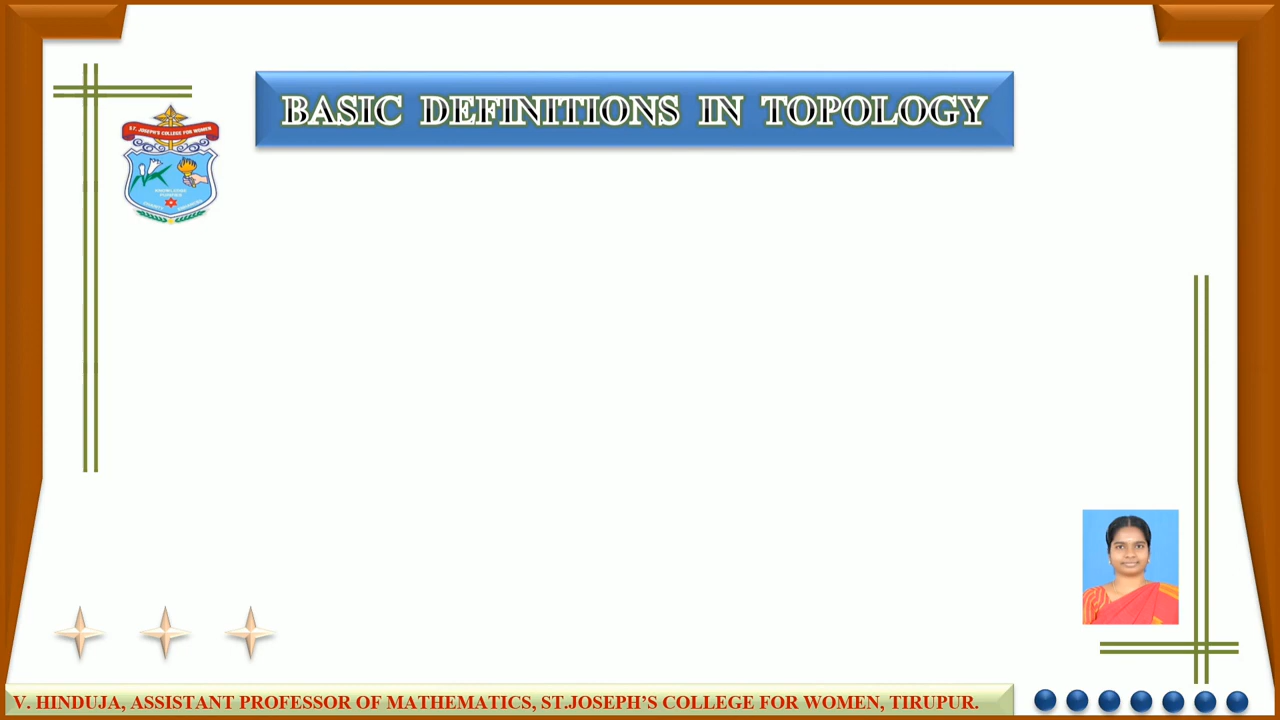 BASIC DEFINITIONS IN TOPOLOGY
ST. JOSEPH'S COLLEGE FOR WOMEN
V. HINDUJA, ASSISTANT PROFESSOR OF MATHEMATICS, ST.JOSEPH’S COLLEGE FOR WOMEN, TIRUPUR.